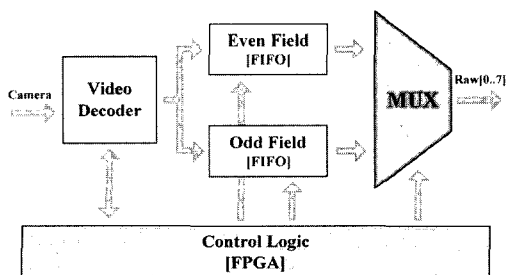 Even Field
[FIFO]
Camera
Video
Decoder
Odd Field
[FIFO]
MUX
Raw[0..7]
Control Logic
[FPGA]